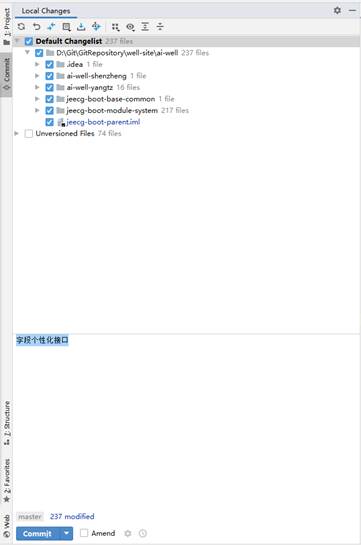 Local Changes
1: Project
Commit
Default Changelist 237 files
D:\Git\GitRepository\well-site\ai-well 237 files
.idea 1 file
ai-well-shenzheng 1 file
ai-well-yangtz 16 files
jeecg-boot-base-common 1 file
jeecg-boot-module-system 217 files
jeecg-boot-parent.iml
Unversioned Files 74 files
字段个性化接口
7: Structure
2: Favorites
Web
master 237 modified
Commit Amend